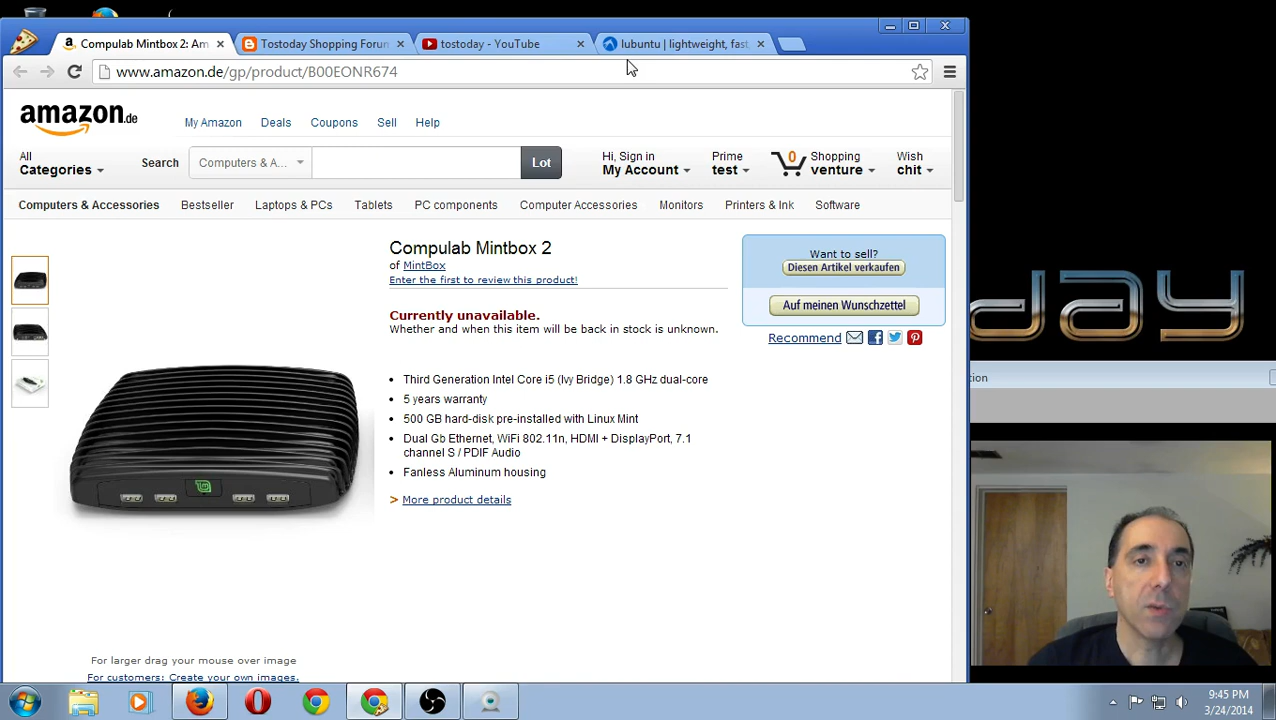 Compulab Mintbox 2: Am
Tostoday Shopping Forun
tostoday - YouTube
lubuntu | lightweight, fast,
www.amazon.de/gp/product/B00EONR674
amazon.de
My Amazon Deals Coupons Sell Help
All
Categories
Search
Computers & A...
Lot
Hi, Sign in
My Account
Prime
test
0
Shopping
venture
Wish
chit
Computers & Accessories Bestseller Laptops & PCs Tablets PC components Computer Accessories Monitors Printers & Ink Software
Compulab Mintbox 2
of MintBox
Enter the first to review this product!
Currently unavailable.
Whether and when this item will be back in stock is unknown.
Third Generation Intel Core i5 (Ivy Bridge) 1.8 GHz dual-core
5 years warranty
500 GB hard-disk pre-installed with Linux Mint
Dual Gb Ethernet, WiFi 802.11n, HDMI + DisplayPort, 7.1
channel S / PDIF Audio
Fanless Aluminum housing
> More product details
Want to sell?
Diesen Artikel verkaufen
Auf meinen Wunschzettel
Recommend
For larger drag your mouse over image
For customers: Create your own images.
DAY
tion
9:45 PM
3/24/2014